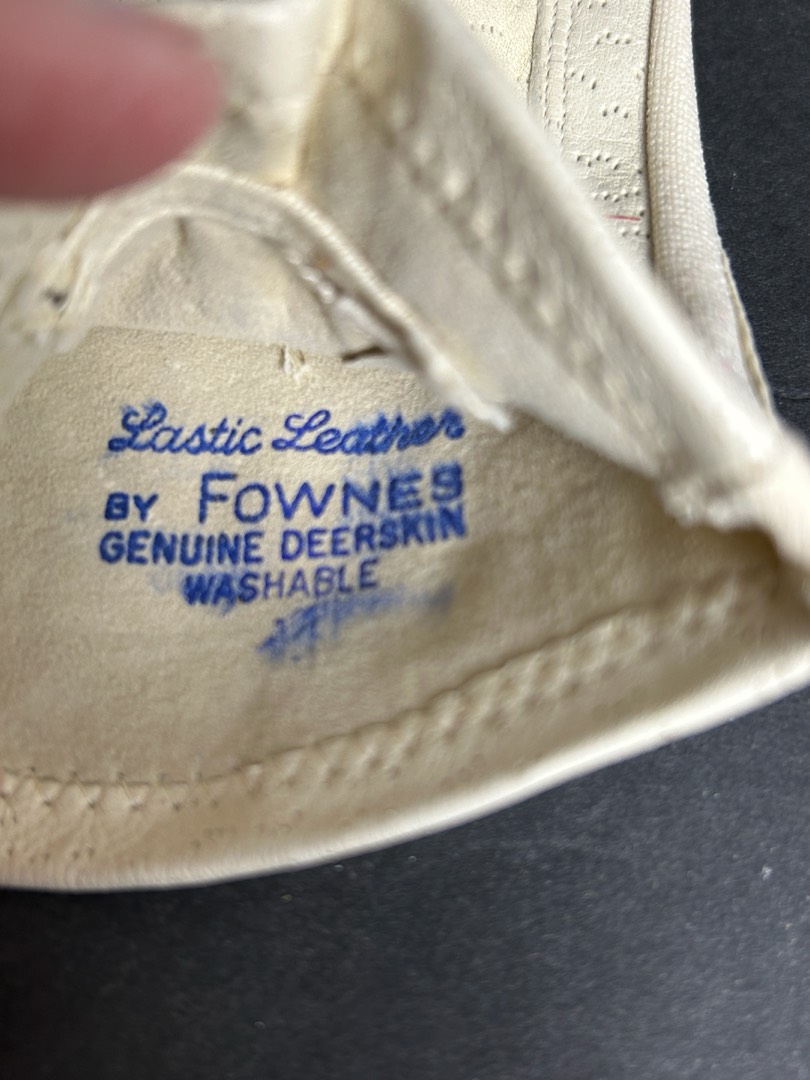 Lastic Leather
BY FOWNES
GENUINE DEERSKIN
WASHABLE